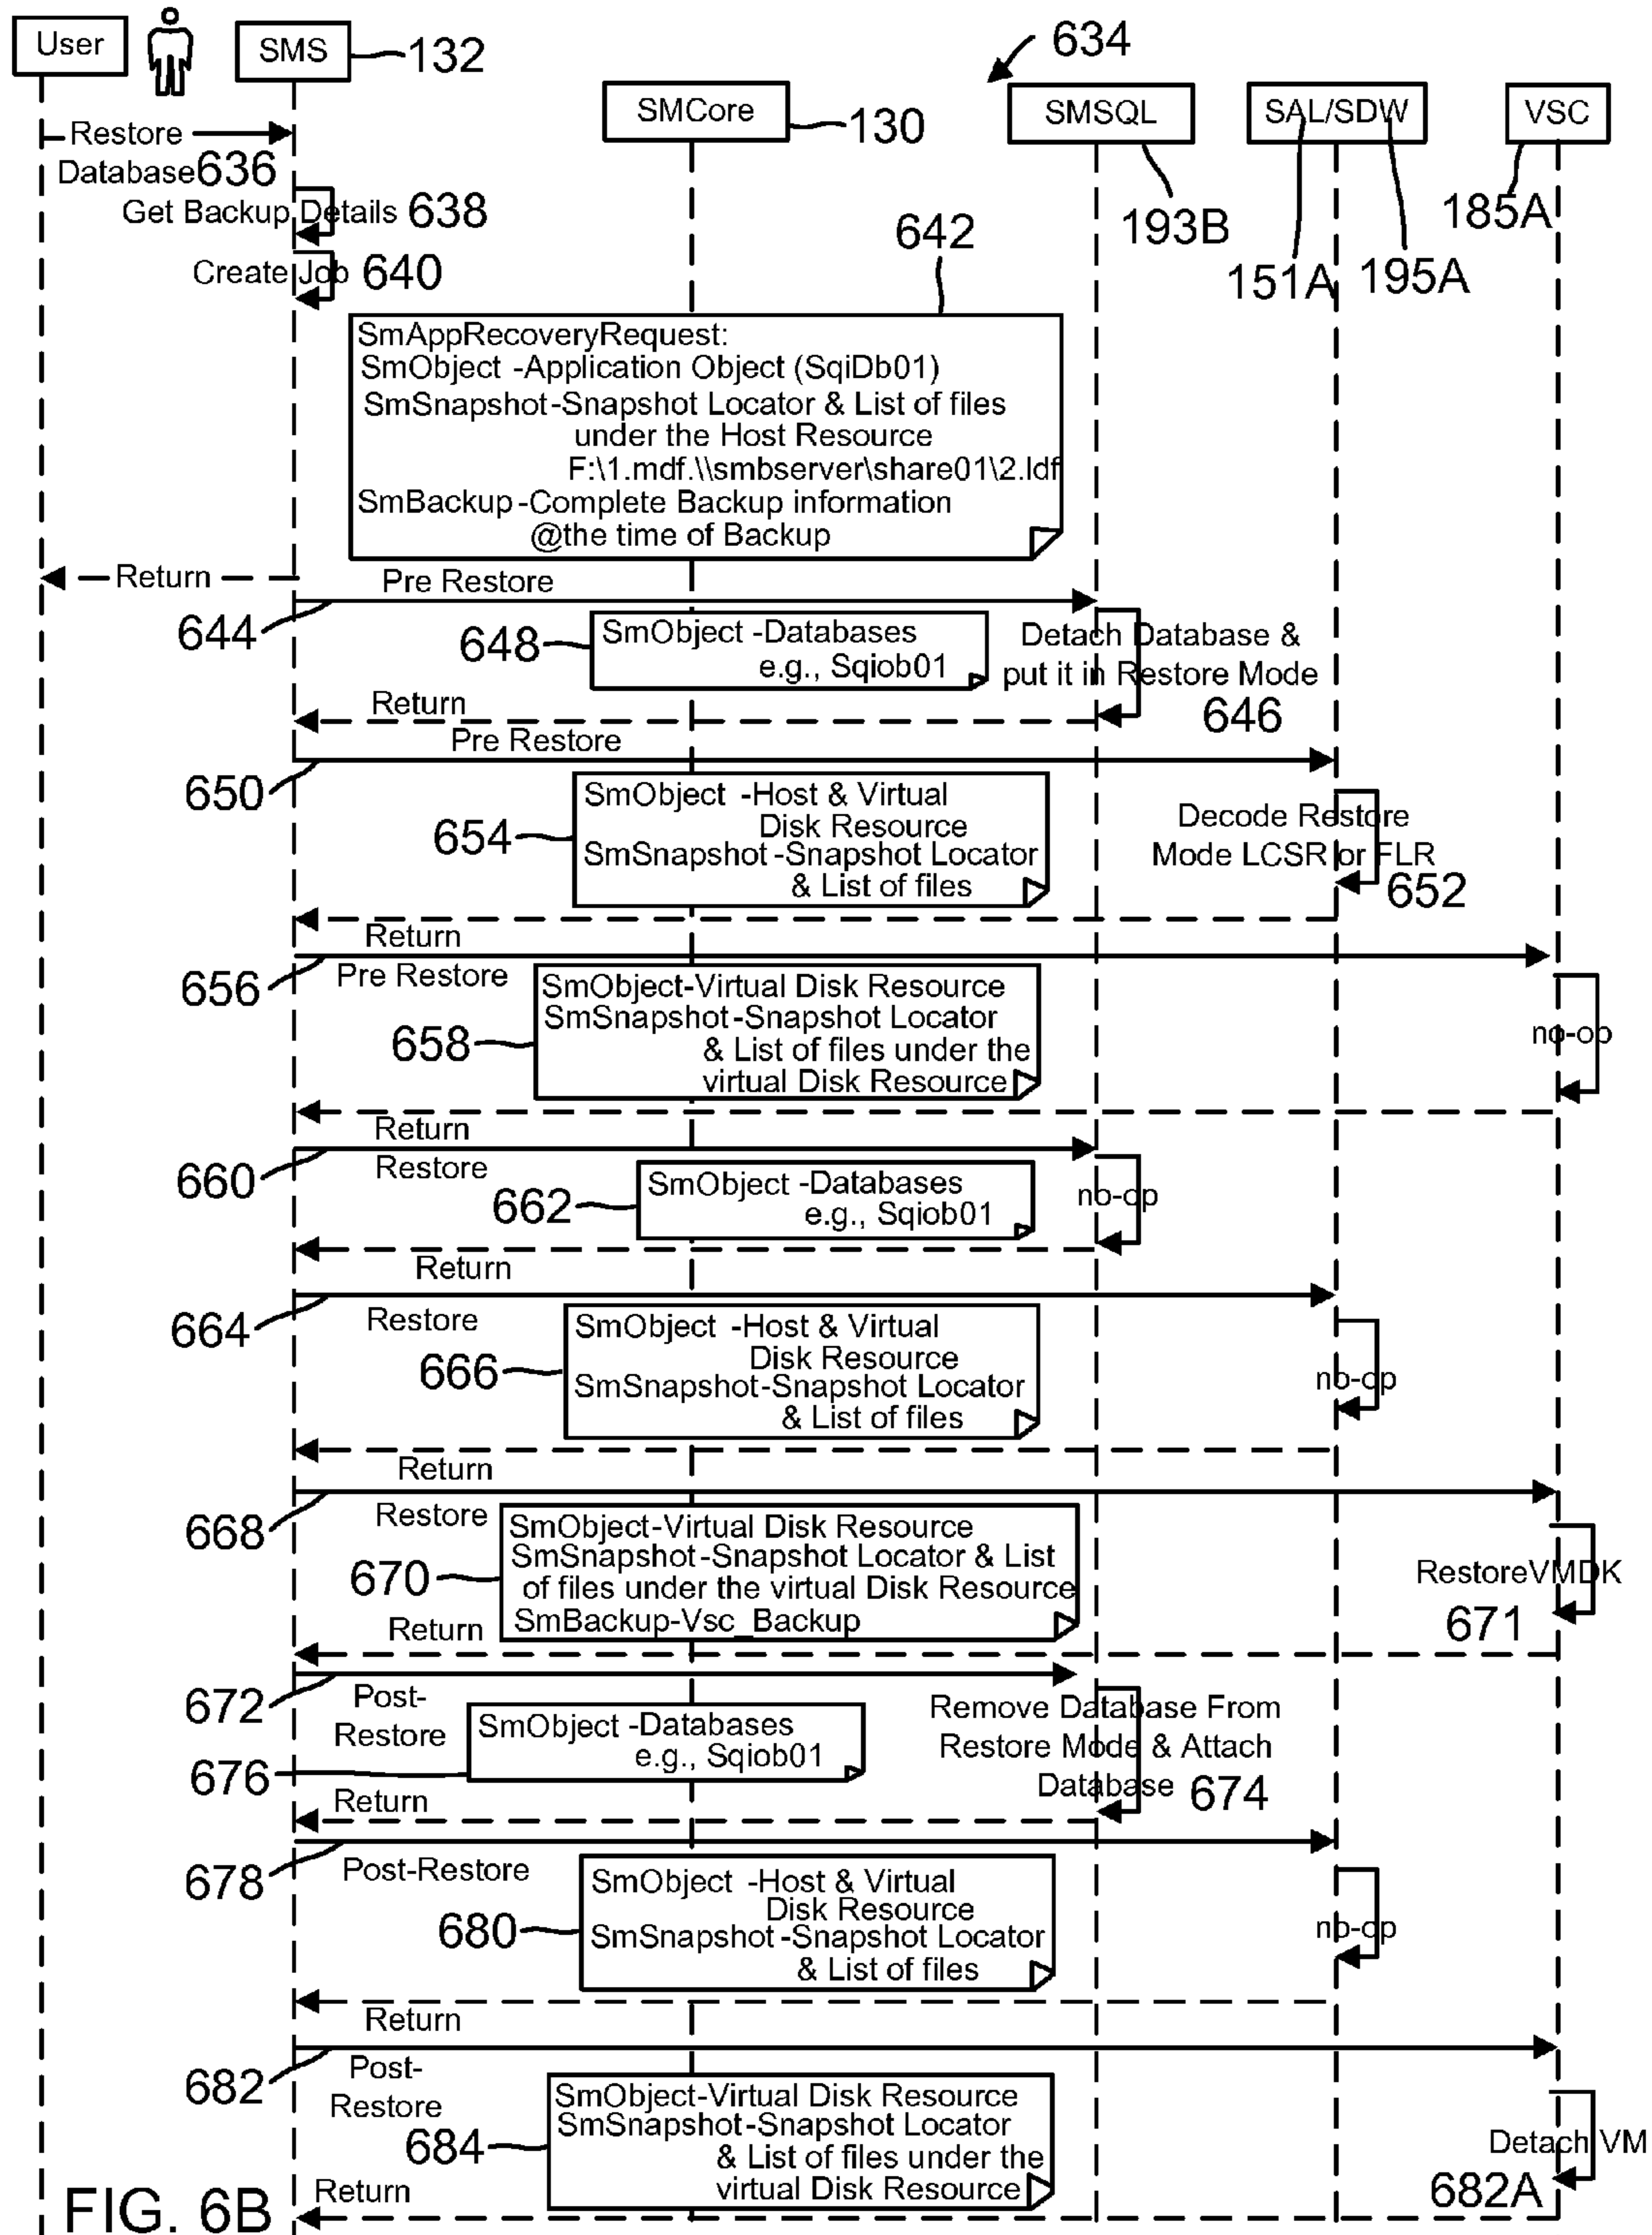 User
SMS
132
634
SMCore
130
SMSQL
SAL/SDW
VSC
Restore
Database 636
193B
151A
195A
185A
Get Backup Details 638
Create Job 640
642
SmAppRecoveryRequest:
SmObject -Application Object (SqiDb01)
SmSnapshot-Snapshot Locator & List of files
under the Host Resource
F:\1.mdf.\\smbserver\share01\2.ldf
SmBackup-Complete Backup information
@the time of Backup
Return
Pre Restore
644
648
SmObject -Databases
e.g., Sqiob01
Detach Database &
put it in Restore Mode
646
Return
Pre Restore
650
654
SmObject -Host & Virtual
Disk Resource
SmSnapshot-Snapshot Locator
& List of files
Decode Restore
Mode LCSR or FLR
652
Return
656
Pre Restore
658
SmObject-Virtual Disk Resource
SmSnapshot-Snapshot Locator
& List of files under the
virtual Disk Resource
no-op
Return
660
Restore
662
SmObject -Databases
e.g., Sqiob01
no-op
Return
664
Restore
666
SmObject -Host & Virtual
Disk Resource
SmSnapshot-Snapshot Locator
& List of files
no-op
Return
668
Restore
670
SmObject-Virtual Disk Resource
SmSnapshot-Snapshot Locator & List
of files under the virtual Disk Resource
SmBackup-Vsc_Backup
RestoreVMDK
671
Return
672
Post-
Restore
676
SmObject -Databases
e.g., Sqiob01
Remove Database From
Restore Mode & Attach
Database 674
Return
678
Post-Restore
680
SmObject -Host & Virtual
Disk Resource
SmSnapshot-Snapshot Locator
& List of files
no-op
Return
682
Post-
Restore
684
SmObject-Virtual Disk Resource
SmSnapshot-Snapshot Locator
& List of files under the
virtual Disk Resource
Detach VM
682A
Return
FIG. 6B